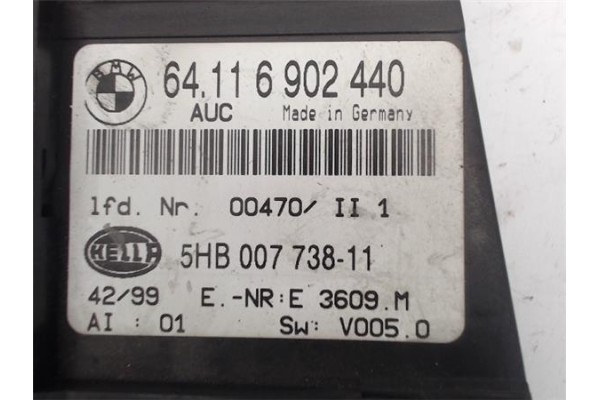 BMW
64.11 6 902 440
AUC Made in Germany
lfd. Nr. 00470/ II 1
HELLA
5HB 007 738-11
42/99 E.-NR:E 3609.M
AI : 01 Sw: V005.0